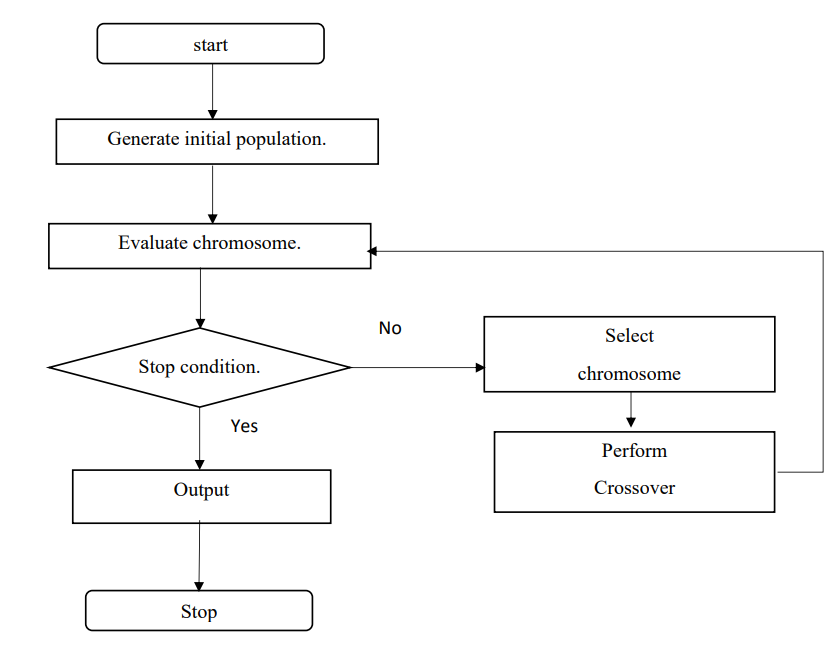 start
Generate initial population.
Evaluate chromosome.
No
Select
chromosome
Stop condition.
Yes
Perform
Crossover
Output
Stop